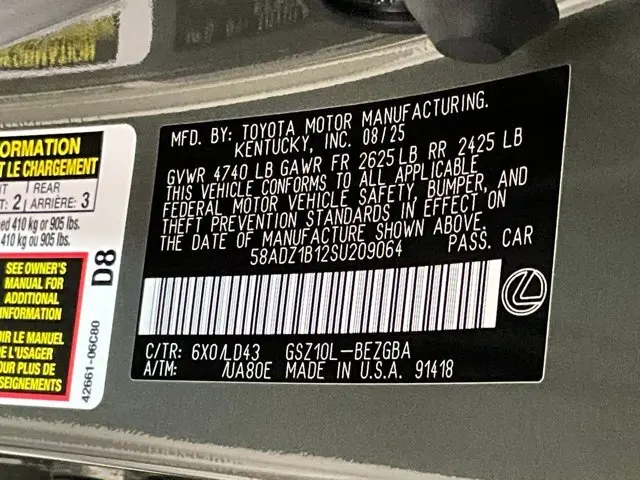 ORMATION
T LE CHARGEMENT
NT | REAR
T: 2 | ARRIÈRE: 3
ed 410 kg or 905 lbs.
410 kg ou 905 lbs.
SEE OWNER'S
MANUAL FOR
ADDITIONAL
INFORMATION
IR LE MANUEL
E L'USAGER
OUR PLUS DE
SEIGNEMENTS
D8
42661-06C80
MFD. BY: TOYOTA MOTOR MANUFACTURING.
KENTUCKY, INC. 08/25
GVWR 4740 LB GAWR FR 2625 LB RR 2425 LB
THIS VEHICLE CONFORMS TO ALL APPLICABLE
FEDERAL MOTOR VEHICLE SAFETY, BUMPER, AND
THEFT PREVENTION STANDARDS IN EFFECT ON
THE DATE OF MANUFACTURE SHOWN ABOVE.
58ADZ1B12SU209064 PASS. CAR
C/TR: 6X0/LD43 GSZ10L-BEZGBA
A/TM: /UA80E MADE IN U.S.A. 91418